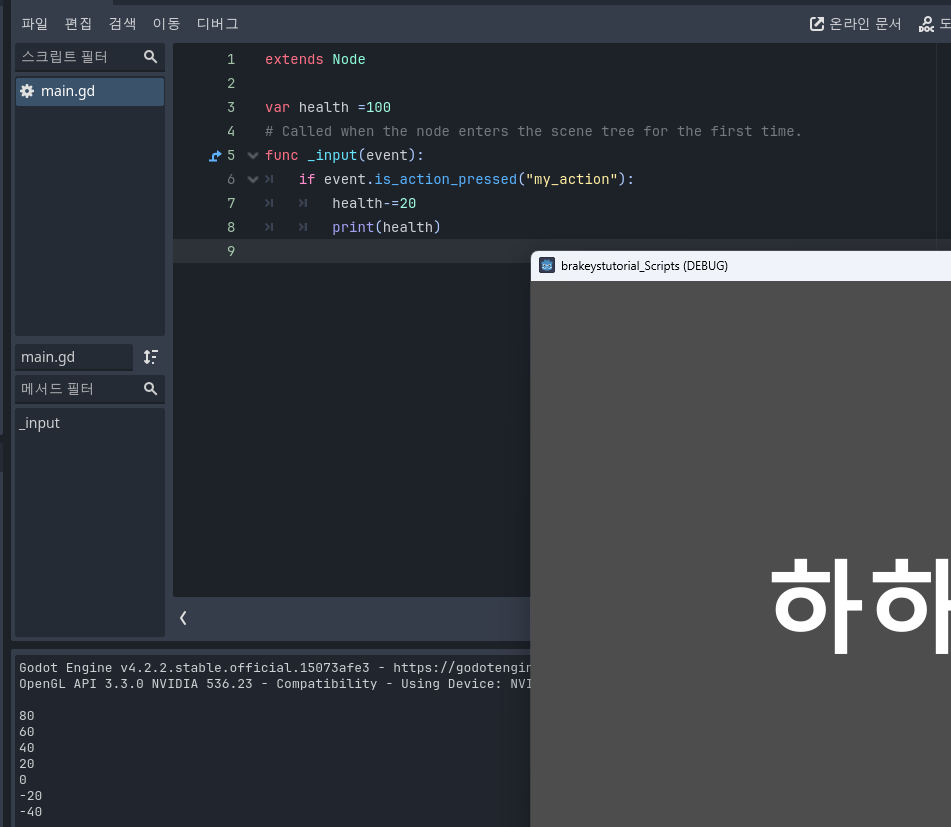 파일 편집 검색 이동 디버그 온라인 문서
스크립트 필터
main.gd
main.gd
메서드 필터
_input
1 extends Node
2
3 var health =100
4 # Called when the node enters the scene tree for the first time.
5 func _input(event):
6 if event.is_action_pressed("my_action"):
7 health-=20
8 print(health)
9
brakeystutorial_Scripts (DEBUG)
하하
Godot Engine v4.2.2.stable.official.15073afe3 - https://godotengin
OpenGL API 3.3.0 NVIDIA 536.23 - Compatibility - Using Device: NVI
80
60
40
20
0
-20
-40